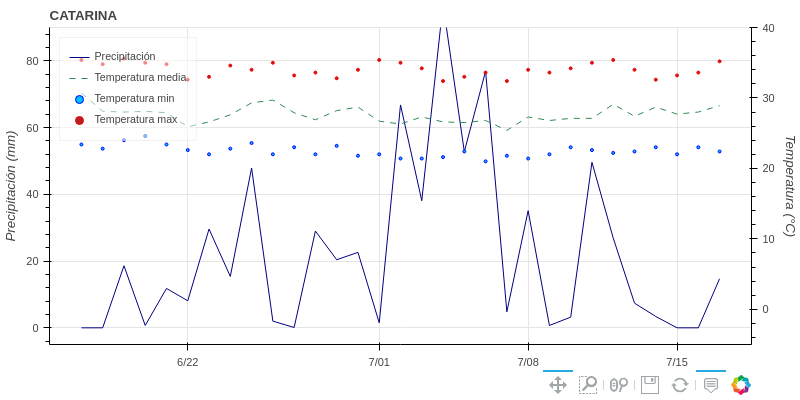 CATARINA
Precipitación
Temperatura media
Temperatura min
Temperatura max
Precipitación (mm)
80
60
40
20
0
Temperatura (°C)
40
30
20
10
0
6/22
7/01
7/08
7/15